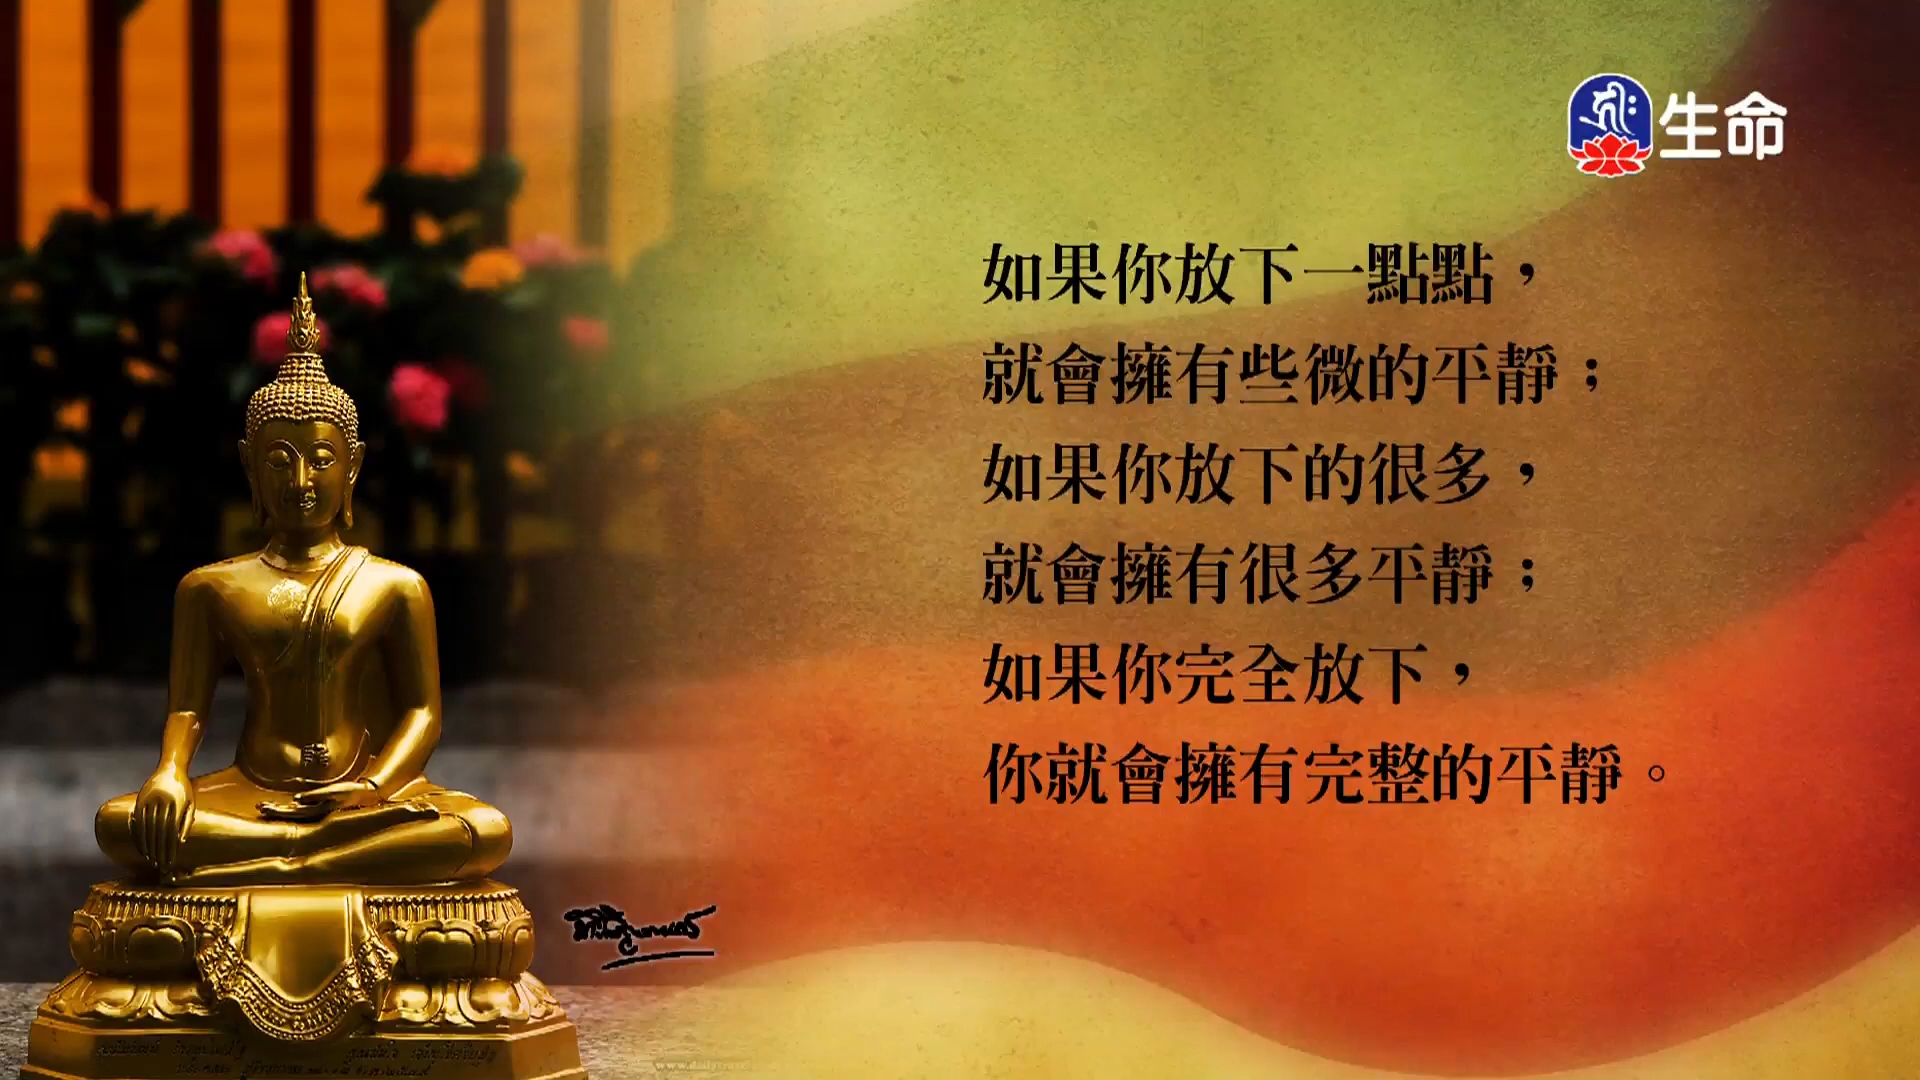 生命
如果你放下一點點，
就會擁有些微的平靜；
如果你放下的很多，
就會擁有很多平靜；
如果你完全放下，
你就會擁有完整的平靜。